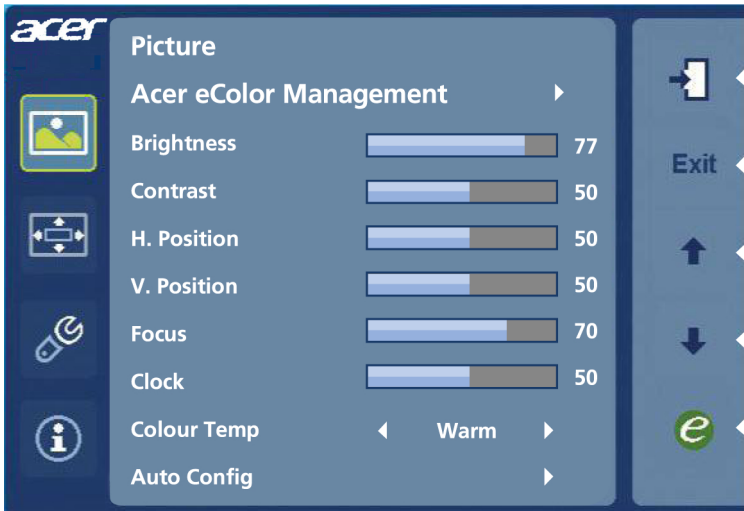 acer
Picture
Acer eColor Management
Brightness 77
Contrast 50
H. Position 50
V. Position 50
Focus 70
Clock 50
Colour Temp Warm
Auto Config
Exit
e